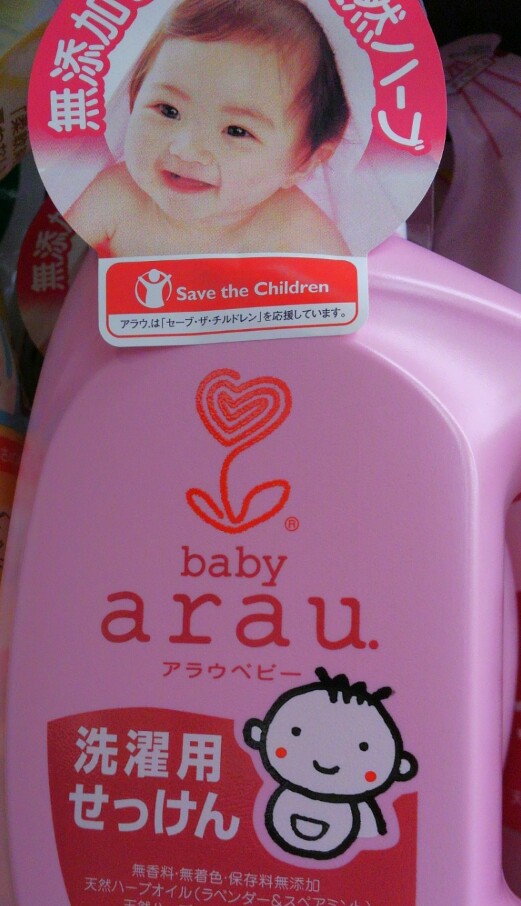 無添加
天然ハーブ
無添加
Save the Children
アラウ.は「セーブ・ザ・チルドレン」を応援しています。
®
baby
arau.
アラウベビー
洗濯用
せっけん
無香料・無着色・保存料無添加
天然ハーブオイル(ラベンダー&スペアミント)